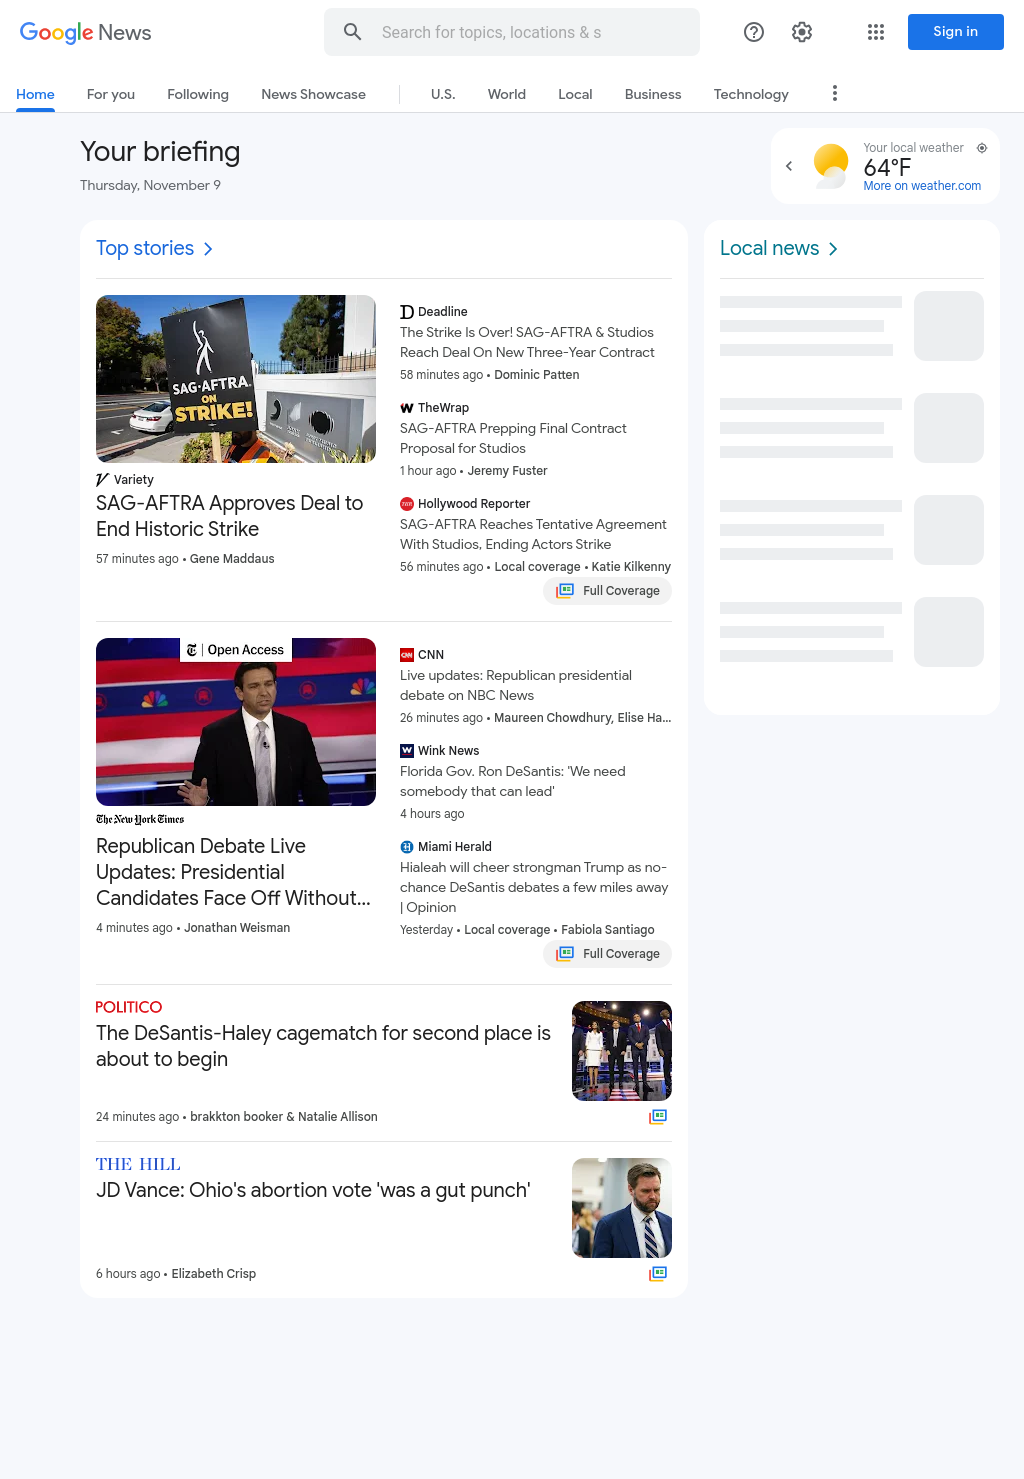 Google News
Search for topics, locations & s
Sign in
Home
For you
Following
News Showcase
U.S.
World
Local
Business
Technology
Your briefing
Thursday, November 9
Your local weather
64°F
More on weather.com
Top stories
SAG-AFTRA
ON
STRIKE!
Variety
SAG-AFTRA Approves Deal to
End Historic Strike
57 minutes ago • Gene Maddaus
Deadline
The Strike Is Over! SAG-AFTRA & Studios
Reach Deal On New Three-Year Contract
58 minutes ago • Dominic Patten
TheWrap
SAG-AFTRA Prepping Final Contract
Proposal for Studios
1 hour ago • Jeremy Fuster
Hollywood Reporter
SAG-AFTRA Reaches Tentative Agreement
With Studios, Ending Actors Strike
56 minutes ago • Local coverage • Katie Kilkenny
Full Coverage
T | Open Access
The New York Times
Republican Debate Live
Updates: Presidential
Candidates Face Off Without…
4 minutes ago • Jonathan Weisman
CNN
Live updates: Republican presidential
debate on NBC News
26 minutes ago • Maureen Chowdhury, Elise Ha…
Wink News
Florida Gov. Ron DeSantis: 'We need
somebody that can lead'
4 hours ago
Miami Herald
Hialeah will cheer strongman Trump as no-
chance DeSantis debates a few miles away
| Opinion
Yesterday • Local coverage • Fabiola Santiago
Full Coverage
POLITICO
The DeSantis-Haley cagematch for second place is
about to begin
24 minutes ago • brakkton booker & Natalie Allison
THE HILL
JD Vance: Ohio's abortion vote 'was a gut punch'
6 hours ago • Elizabeth Crisp
Local news